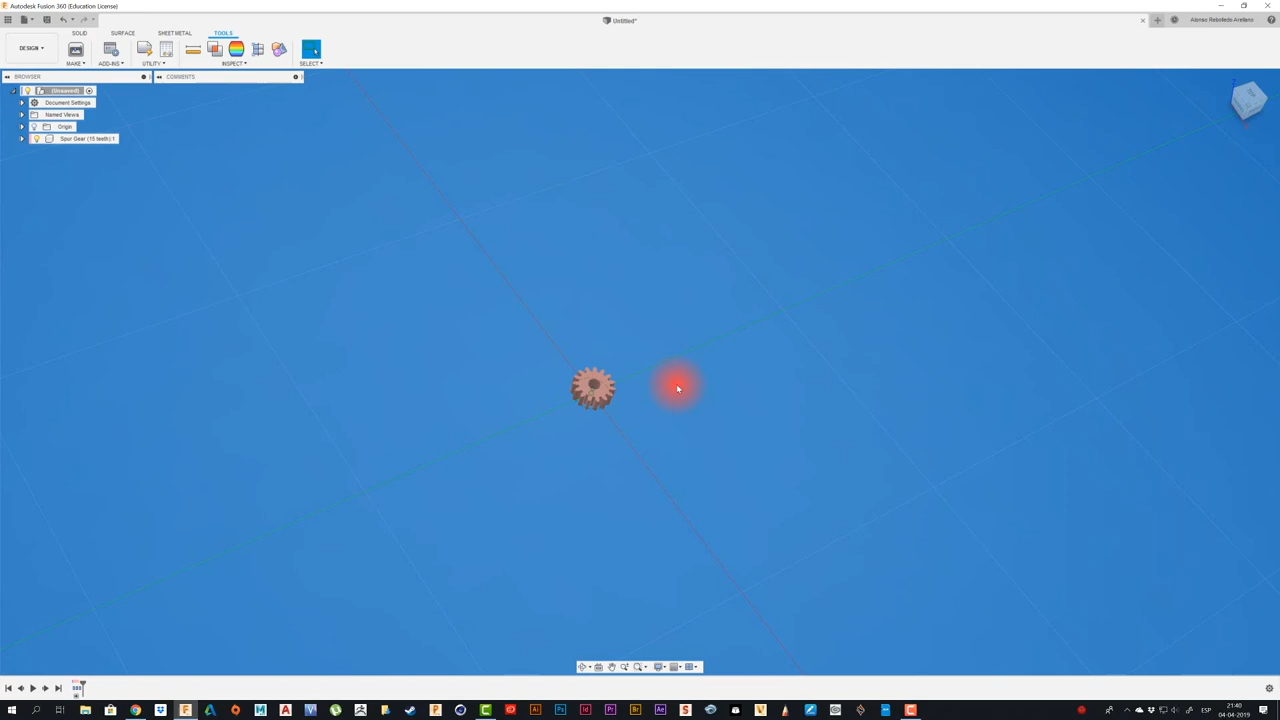 Autodesk Fusion 360 (Education License)
Untitled*
Alonso Rebolledo Arellano
SOLID SURFACE SHEET METAL TOOLS
DESIGN
MAKE ADD-INS UTILITY INSPECT SELECT
BROWSER COMMENTS
(Unsaved)
Document Settings
Named Views
Origin
Spur Gear (15 teeth):1
ESP
21:40
04-04-2019